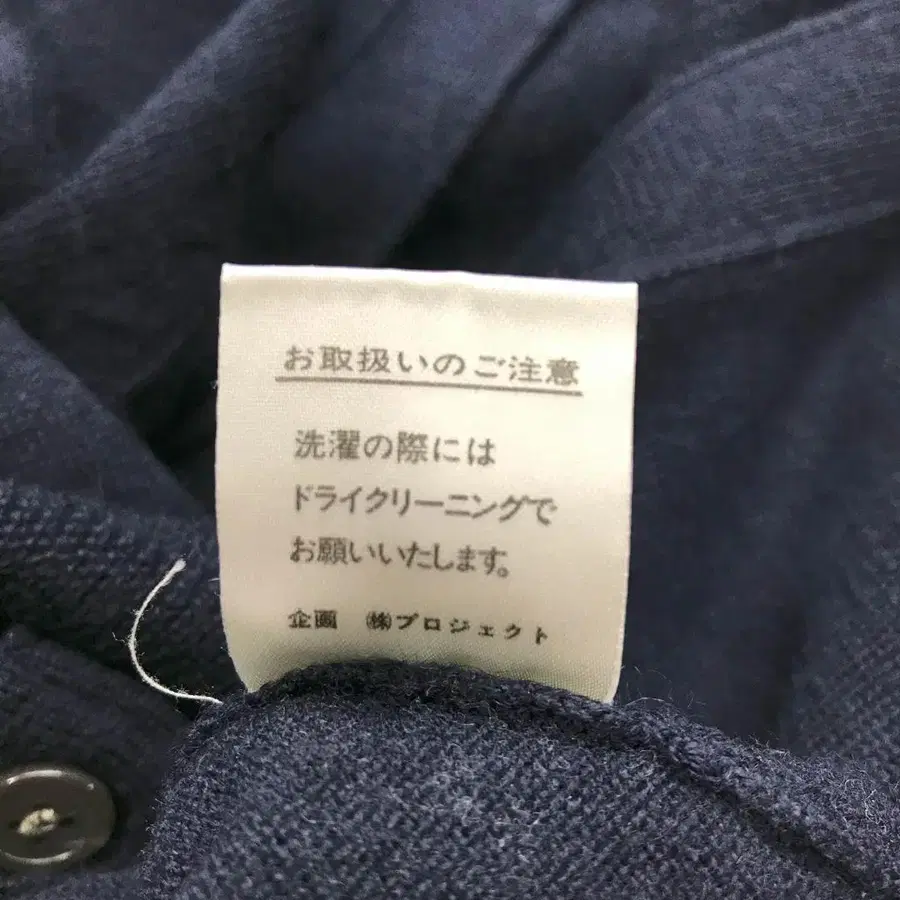 お取扱いのご注意
洗濯の際には
ドライクリーニングで
お願いいたします。
企画 ㈱プロジェクト